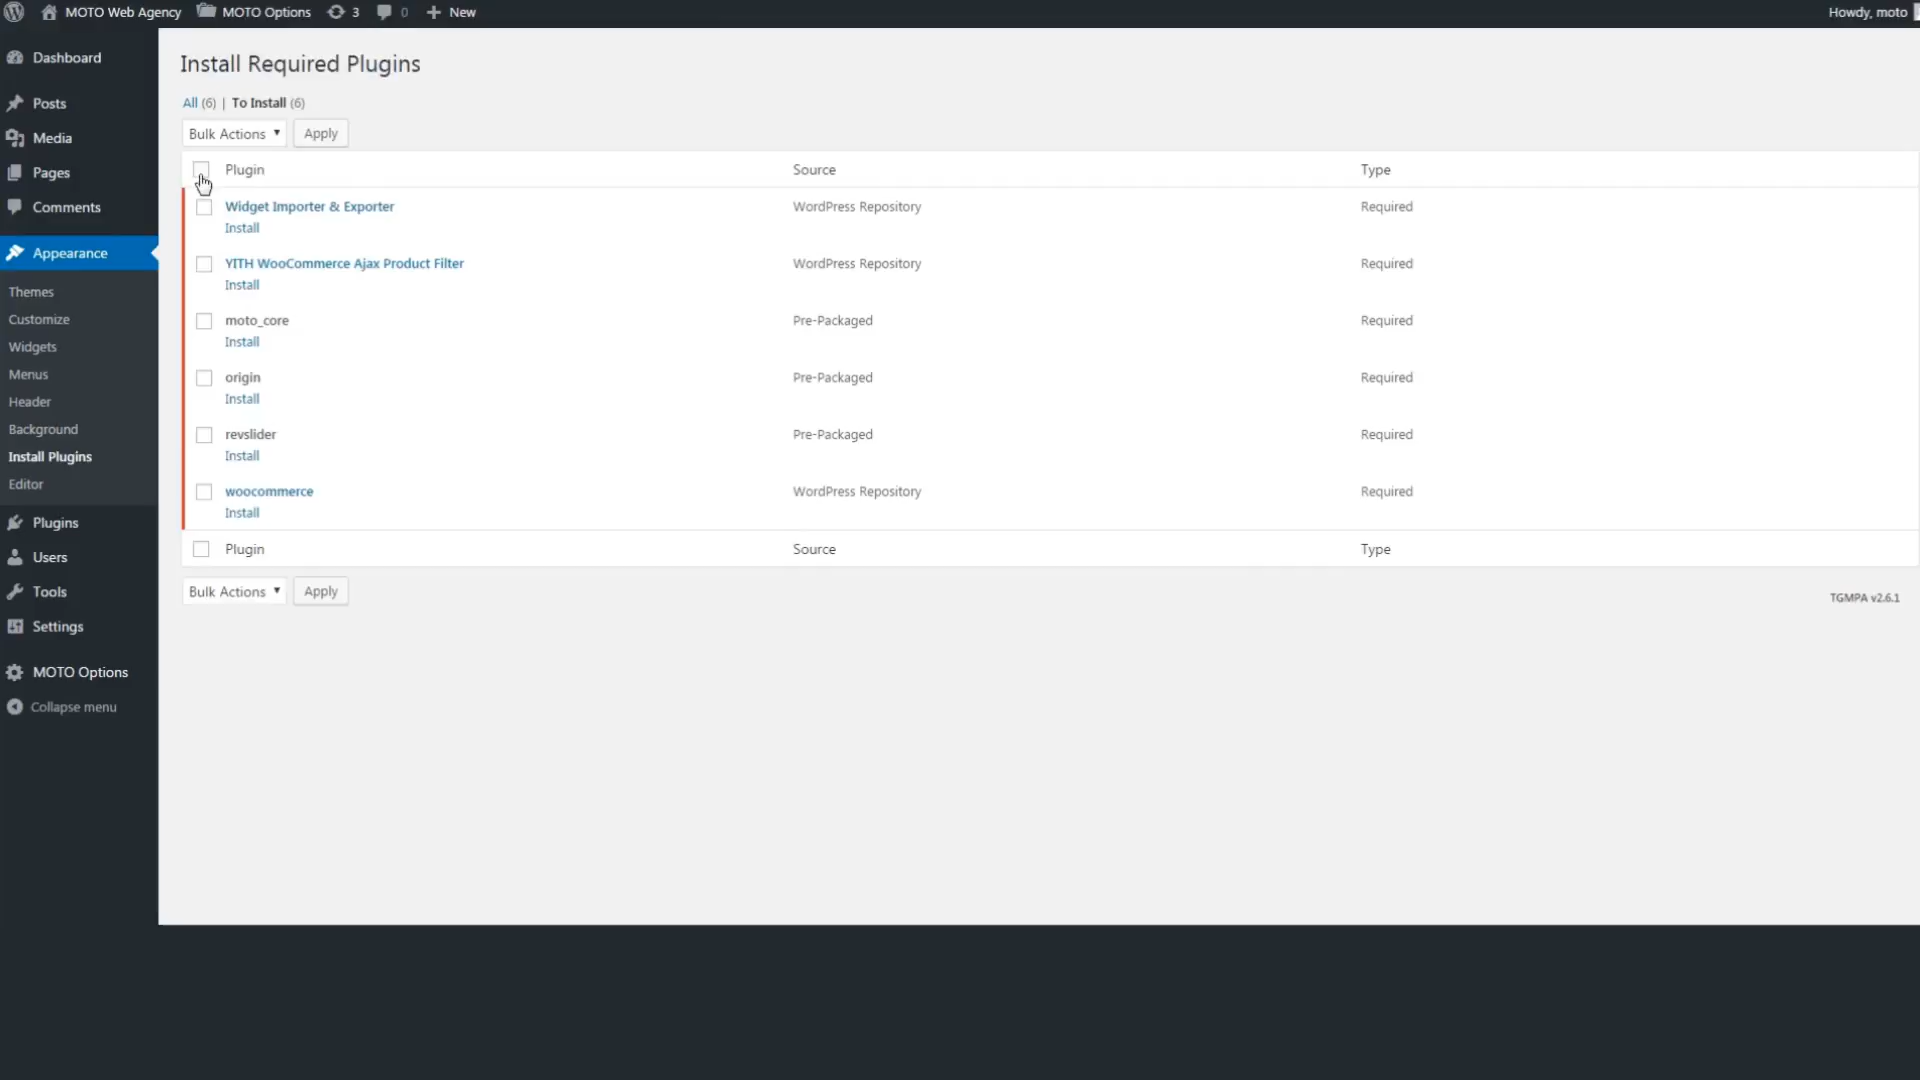 MOTO Web Agency MOTO Options 3 0 New Howdy, moto
Dashboard
Posts
Media
Pages
Comments
Appearance
Themes
Customize
Widgets
Menus
Header
Background
Install Plugins
Editor
Plugins
Users
Tools
Settings
MOTO Options
Collapse menu
Install Required Plugins
All (6) | To Install (6)
Bulk Actions Apply
Plugin Source Type
Widget Importer & Exporter WordPress Repository Required
Install
YITH WooCommerce Ajax Product Filter WordPress Repository Required
Install
moto_core Pre-Packaged Required
Install
origin Pre-Packaged Required
Install
revslider Pre-Packaged Required
Install
woocommerce WordPress Repository Required
Install
Plugin Source Type
Bulk Actions Apply
TGMPA v2.6.1